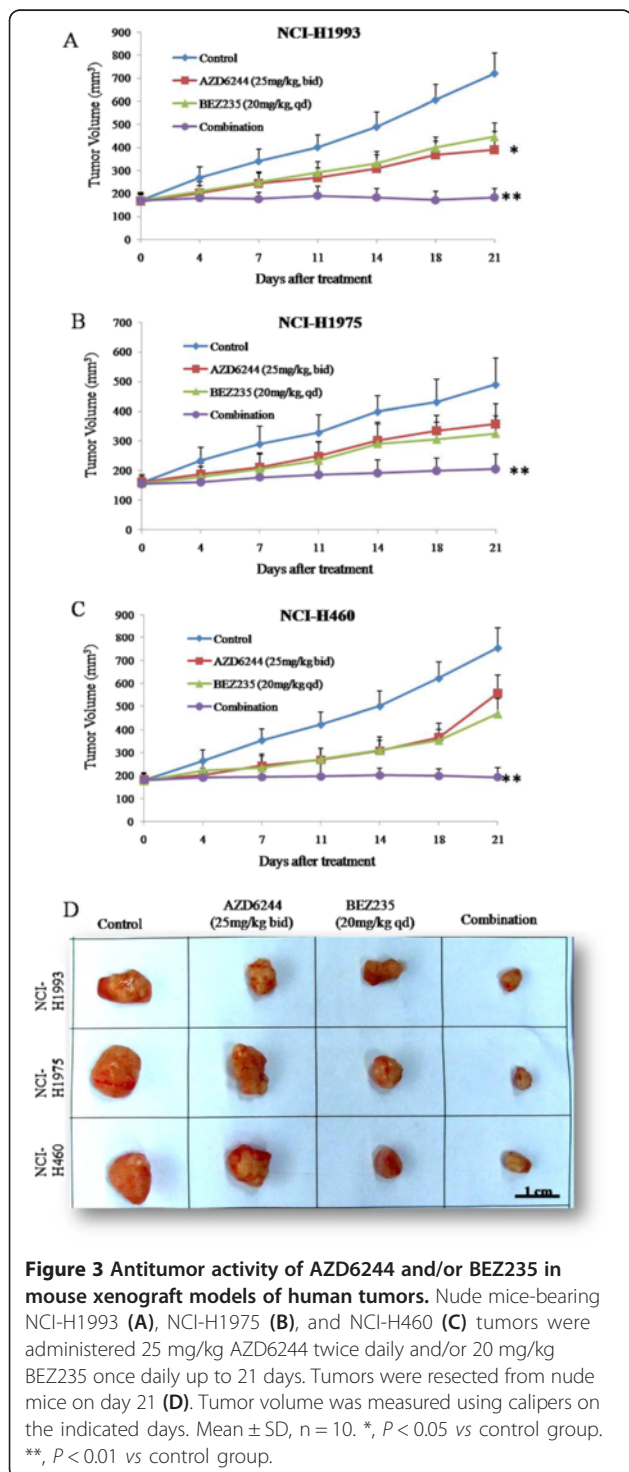 A
NCI-H1993
Tumor Volume (mm³)
800
700
600
500
400
300
200
100
0
Control
AZD6244 (25mg/kg, bid)
BEZ235 (20mg/kg, qd)
Combination
*
**
0 4 7 11 14 18 21
Days after treatment
B
NCI-H1975
Tumor Volume (mm³)
700
600
500
400
300
200
100
0
Control
AZD6244 (25mg/kg, bid)
BEZ235 (20mg/kg, qd)
Combination
**
0 4 7 11 14 18 21
Days after treatment
C
NCI-H460
Tumor Volume (mm³)
900
800
700
600
500
400
300
200
100
0
Control
AZD6244 (25mg/kg bid)
BEZ235 (20mg/kg qd)
Combination
**
0 4 7 11 14 18 21
Days after treatment
D
Control
AZD6244
(25mg/kg bid)
BEZ235
(20mg/kg qd)
Combination
NCI-
H1993
NCI-
H1975
NCI-
H460
1 cm
Figure 3 Antitumor activity of AZD6244 and/or BEZ235 in
mouse xenograft models of human tumors. Nude mice-bearing
NCI-H1993 (A), NCI-H1975 (B), and NCI-H460 (C) tumors were
administered 25 mg/kg AZD6244 twice daily and/or 20 mg/kg
BEZ235 once daily up to 21 days. Tumors were resected from nude
mice on day 21 (D). Tumor volume was measured using calipers on
the indicated days. Mean ± SD, n = 10. *, P < 0.05 vs control group.
**, P < 0.01 vs control group.